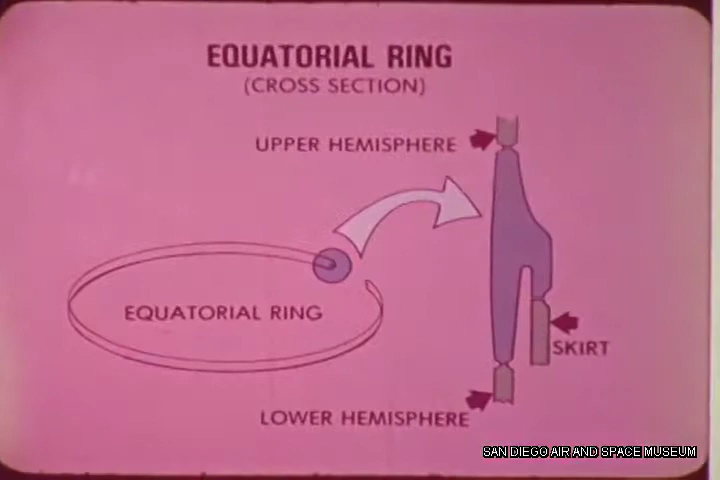 EQUATORIAL RING
(CROSS SECTION)
UPPER HEMISPHERE
EQUATORIAL RING
SKIRT
LOWER HEMISPHERE
SAN DIEGO AIR AND SPACE MUSEUM